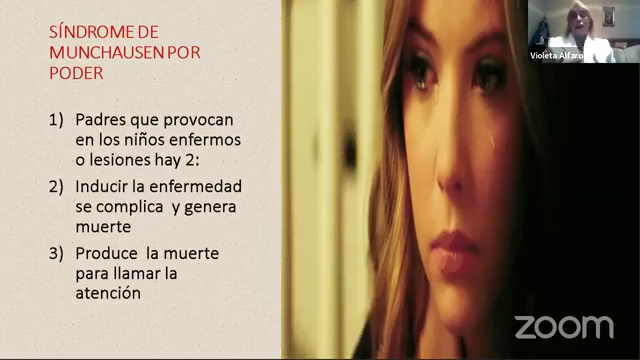 SÍNDROME DE
MUNCHAUSEN POR
PODER
1) Padres que provocan
en los niños enfermos
o lesiones hay 2:
2) Inducir la enfermedad
se complica y genera
muerte
3) Produce la muerte
para llamar la
atención
Violeta Alfaro
zoom